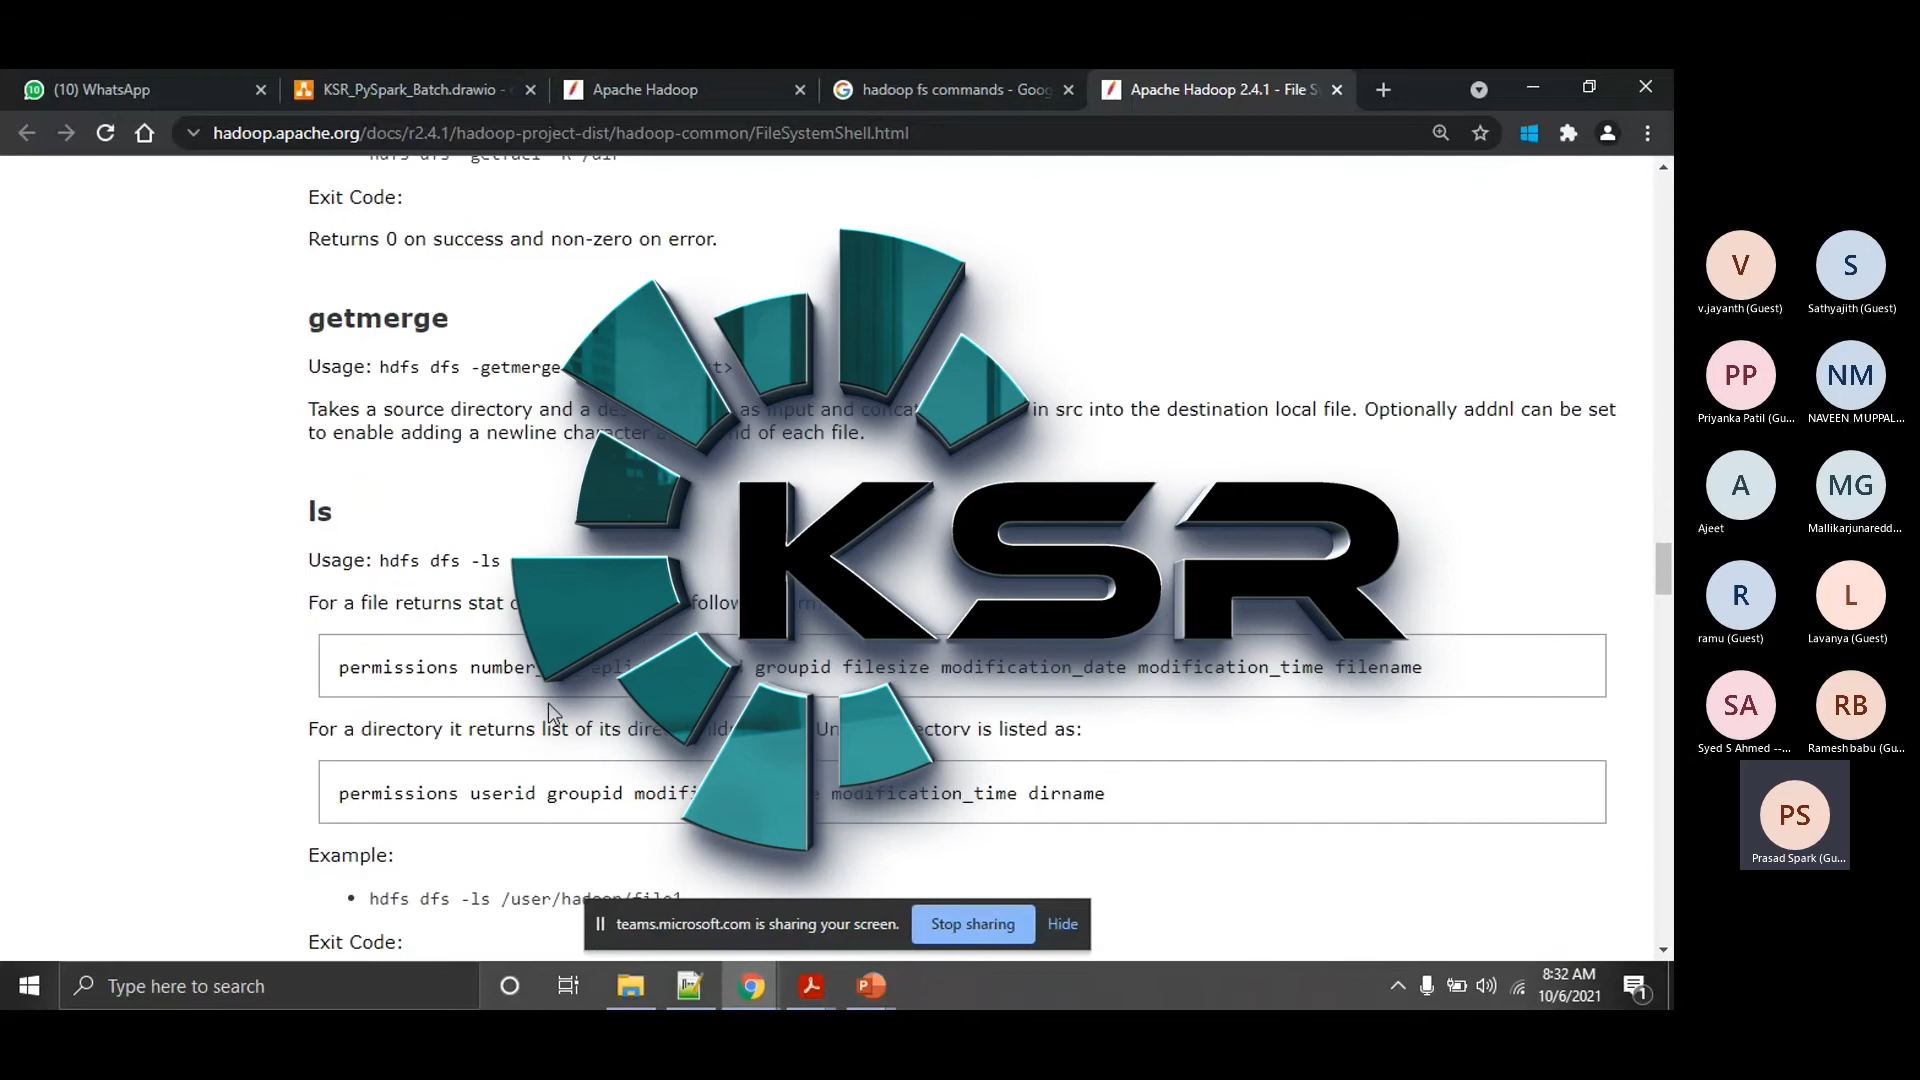 (10) WhatsApp
KSR_PySpark_Batch.drawio -
Apache Hadoop
hadoop fs commands - Goog
Apache Hadoop 2.4.1 - File S
hadoop.apache.org/docs/r2.4.1/hadoop-project-dist/hadoop-common/FileSystemShell.html
Exit Code:
Returns 0 on success and non-zero on error.
getmerge
Usage: hdfs dfs -getmerge
Takes a source directory and a as input and in src into the destination local file. Optionally addnl can be set
to enable adding a newline of each file.
ls
Usage: hdfs dfs -ls
For a file returns stat
permissions groupid filesize modification_date modification_time filename
For a directory it returns list of its is listed as:
permissions userid groupid modification_time dirname
Example:
• hdfs dfs -ls /user/hadoop/file1
Exit Code:
KSR
teams.microsoft.com is sharing your screen.
Stop sharing
Hide
Type here to search
8:32 AM
10/6/2021
1
V
v.jayanth (Guest)
S
Sathyajith (Guest)
PP
Priyanka Patil (Gu...
NM
NAVEEN MUPPAL...
A
Ajeet
MG
Mallikarjunaredd...
R
ramu (Guest)
L
Lavanya (Guest)
SA
Syed S Ahmed --...
RB
Rameshbabu (Gu...
PS
Prasad Spark (Gu...